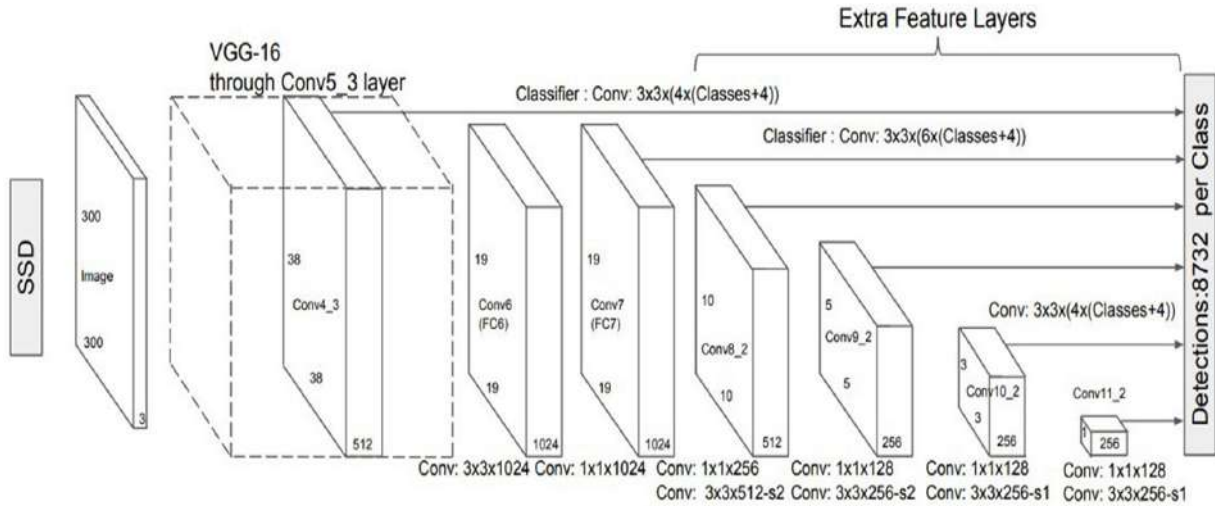 Extra Feature Layers
VGG-16
through Conv5_3 layer
Classifier : Conv: 3x3x(4x(Classes+4))
Classifier : Conv: 3x3x(6x(Classes+4))
SSD
300
Image
300
3
38
Conv4_3
38
512
19
Conv6
(FC6)
19
1024
19
Conv7
(FC7)
19
1024
10
Conv8_2
10
512
5
Conv9_2
5
256
Conv: 3x3x(4x(Classes+4))
3
Conv10_2
3
256
Conv11_2
1
256
Detections:8732 per Class
Conv: 3x3x1024
Conv: 1x1x1024
Conv: 1x1x256
Conv: 3x3x512-s2
Conv: 1x1x128
Conv: 3x3x256-s2
Conv: 1x1x128
Conv: 3x3x256-s1
Conv: 1x1x128
Conv: 3x3x256-s1